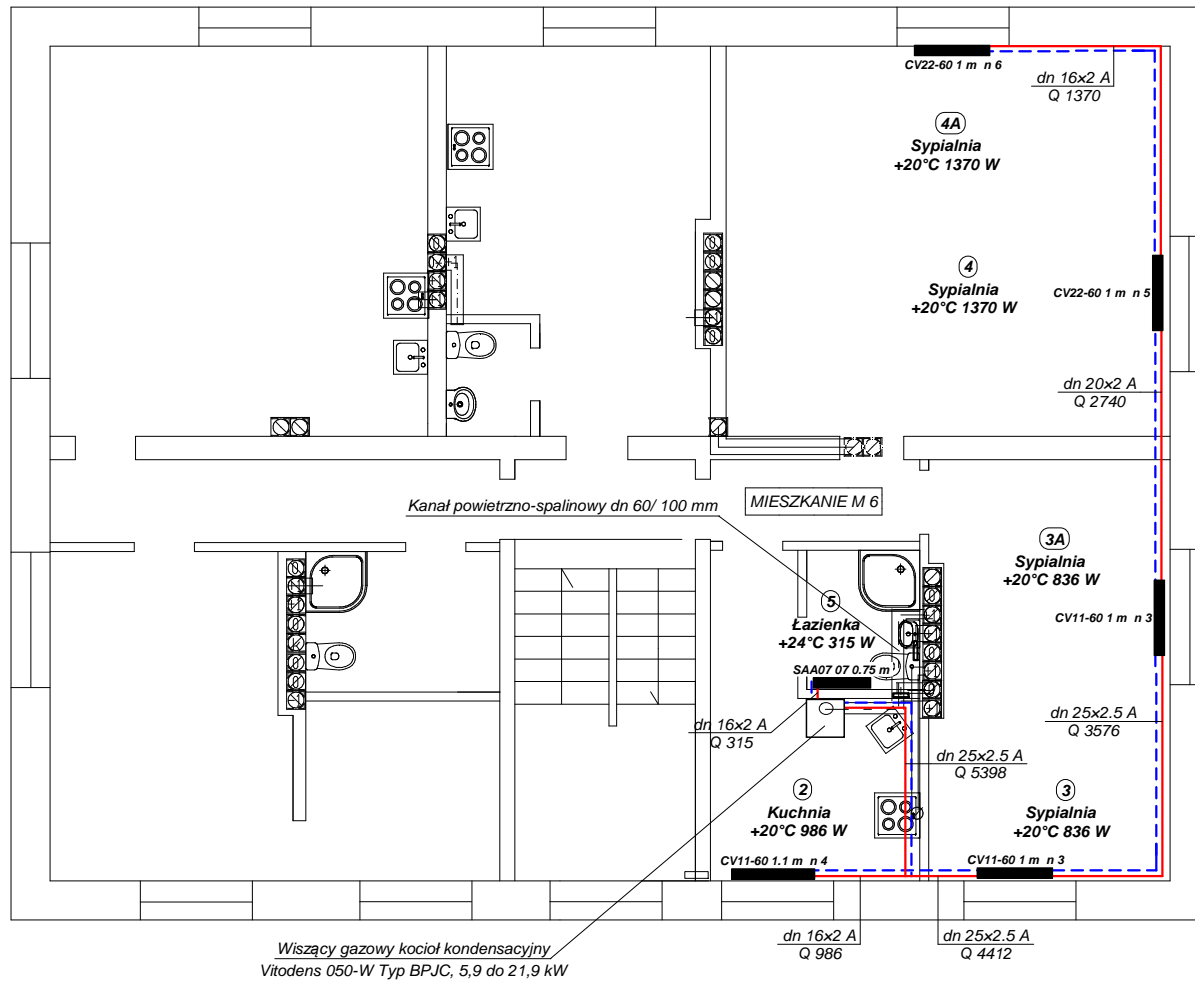 CV22-60 1 m n 6
dn 16x2 A
Q 1370
4A
Sypialnia
+20°C 1370 W
4
Sypialnia
+20°C 1370 W
CV22-60 1 m n 5
dn 20x2 A
Q 2740
Kanał powietrzno-spalinowy dn 60/ 100 mm
MIESZKANIE M 6
3A
Sypialnia
+20°C 836 W
CV11-60 1 m n 3
5
Łazienka
+24°C 315 W
SAA07 07 0.75 m
dn 16x2 A
Q 315
dn 25x2.5 A
Q 3576
dn 25x2.5 A
Q 5398
2
Kuchnia
+20°C 986 W
3
Sypialnia
+20°C 836 W
CV11-60 1.1 m n 4
CV11-60 1 m n 3
dn 16x2 A
Q 986
dn 25x2.5 A
Q 4412
Wiszący gazowy kocioł kondensacyjny
Vitodens 050-W Typ BPJC, 5,9 do 21,9 kW